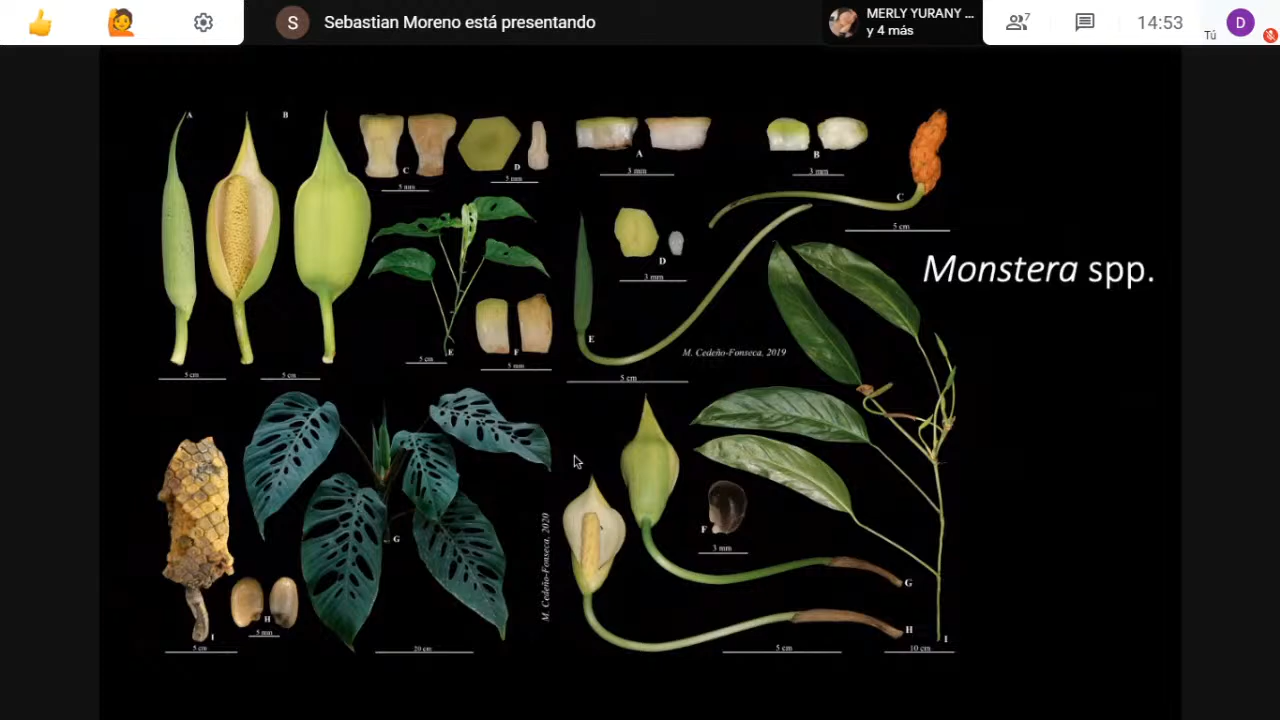 S
Sebastian Moreno está presentando
MERLY YURANY ...
y 4 más
7
14:53
Tú
D
A
B
C
5 mm
D
5 mm
A
3 mm
B
3 mm
C
5 cm
D
3 mm
Monstera spp.
E
5 cm
F
5 mm
E
M. Cedeño-Fonseca, 2019
5 cm
5 cm
5 cm
G
M. Cedeño-Fonseca, 2020
F
3 mm
G
H
5 mm
I
5 cm
20 cm
H
5 cm
I
10 cm